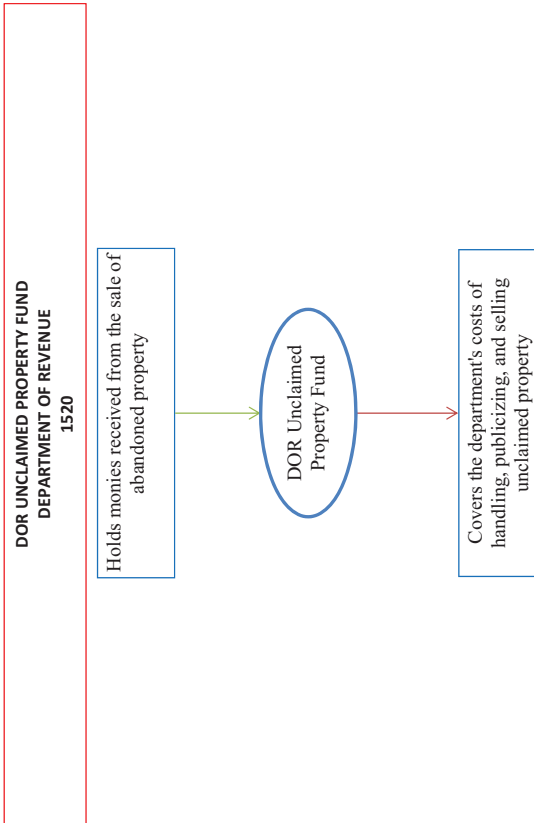 DOR UNCLAIMED PROPERTY FUND
DEPARTMENT OF REVENUE
1520
Holds monies received from the sale of
abandoned property
DOR Unclaimed
Property Fund
Covers the department's costs of
handling, publicizing, and selling
unclaimed property